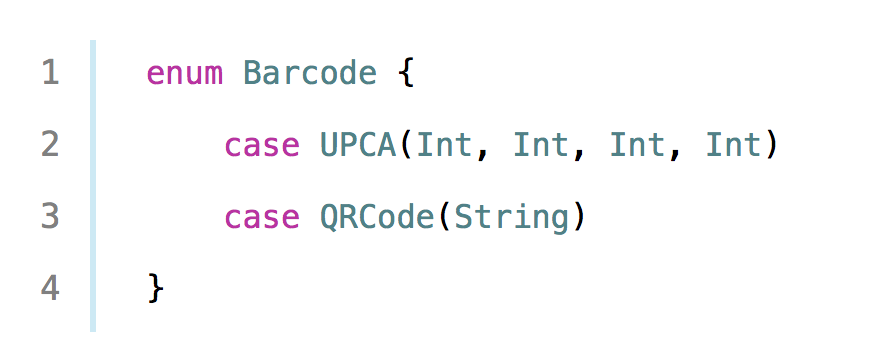 1 enum Barcode {
2 case UPCA(Int, Int, Int, Int)
3 case QRCode(String)
4 }